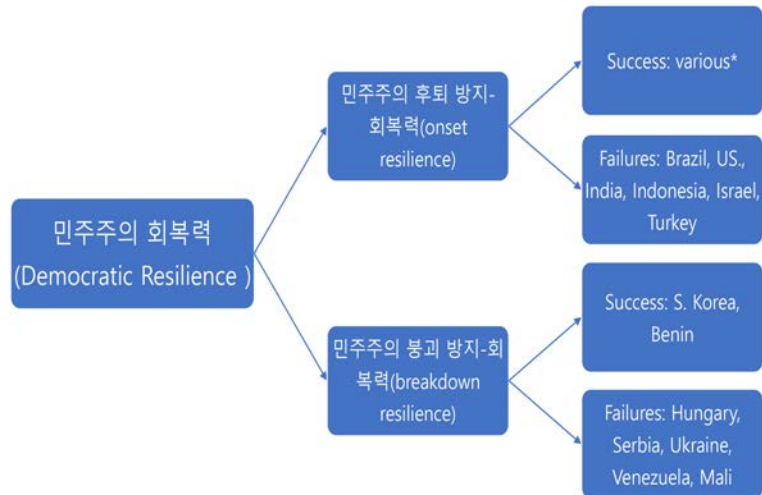 민주주의 회복력
(Democratic Resilience )
민주주의 후퇴 방지-
회복력(onset
resilience)
Success: various*
Failures: Brazil, US.,
India, Indonesia, Israel,
Turkey
민주주의 붕괴 방지-회
복력(breakdown
resilience)
Success: S. Korea,
Benin
Failures: Hungary,
Serbia, Ukraine,
Venezuela, Mali